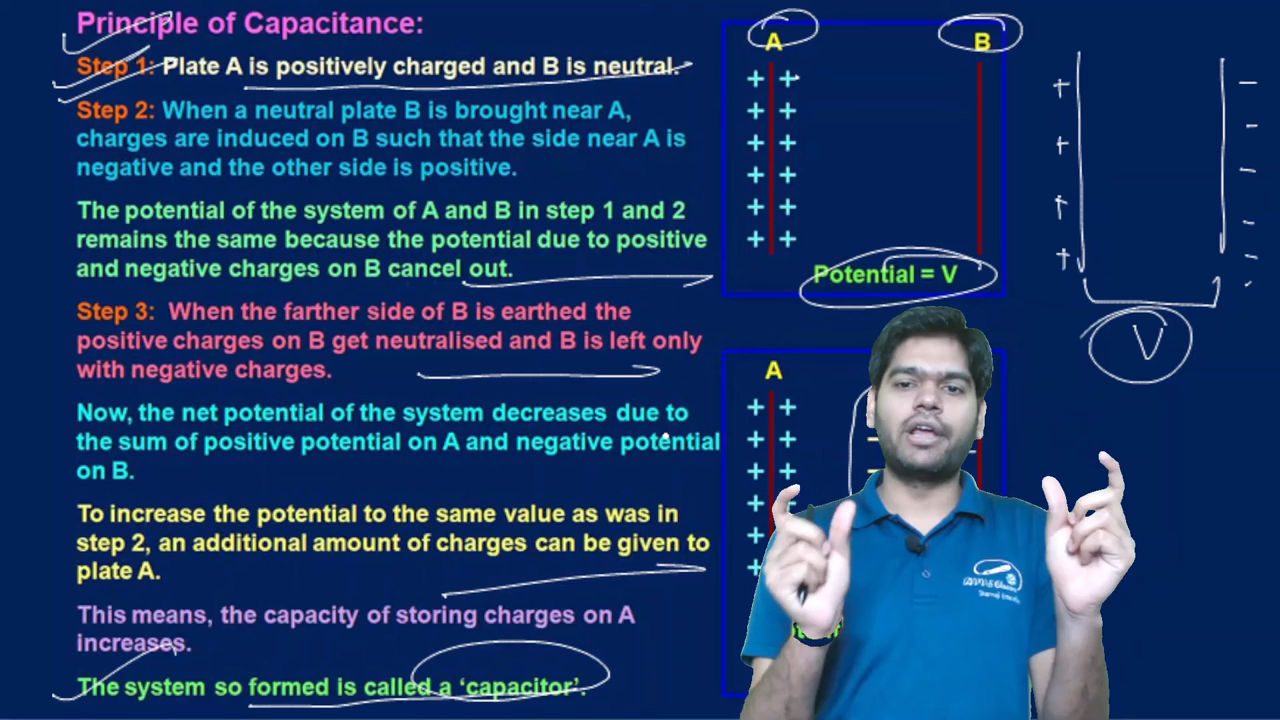 Principle of Capacitance:
Step 1: Plate A is positively charged and B is neutral.
Step 2: When a neutral plate B is brought near A,
charges are induced on B such that the side near A is
negative and the other side is positive.
The potential of the system of A and B in step 1 and 2
remains the same because the potential due to positive
and negative charges on B cancel out.
Step 3: When the farther side of B is earthed the
positive charges on B get neutralised and B is left only
with negative charges.
Now, the net potential of the system decreases due to
the sum of positive potential on A and negative potential
on B.
To increase the potential to the same value as was in
step 2, an additional amount of charges can be given to
plate A.
This means, the capacity of storing charges on A
increases.
The system so formed is called a ‘capacitor’.
A B
+ +
+ +
+ +
+ +
+ +
+ +
Potential = V
+ −
+ −
+ −
+ −
−
V
A
+ +
+ +
+ +
+ +
+
+